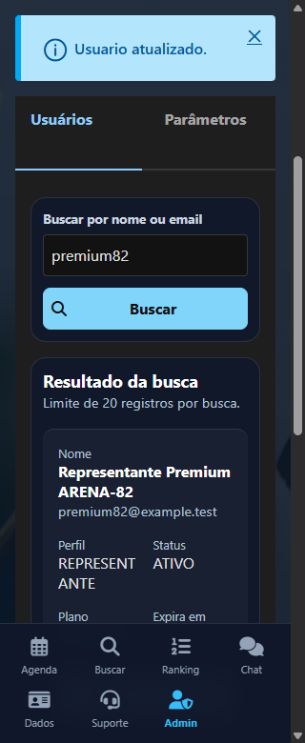 Usuario atualizado.
Usuários Parâmetros
Buscar por nome ou email
premium82
Buscar
Resultado da busca
Limite de 20 registros por busca.
Nome
Representante Premium
ARENA-82
premium82@example.test
Perfil Status
REPRESENT ATIVO
ANTE
Plano Expira em
Agenda Buscar Ranking Chat
Dados Suporte Admin